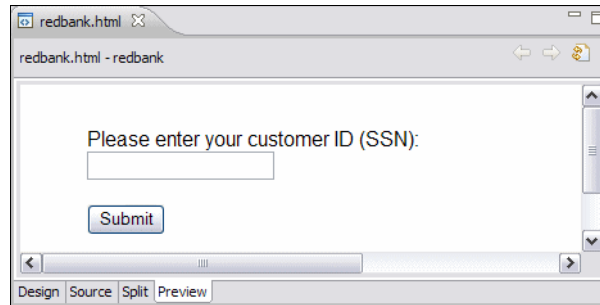 redbank.html
redbank.html - redbank
Please enter your customer ID (SSN):
Submit
Design Source Split Preview